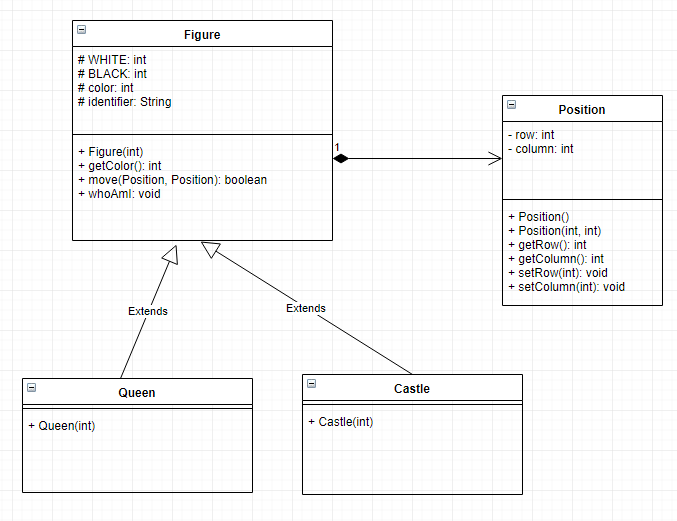 Figure
# WHITE: int
# BLACK: int
# color: int
# identifier: String
+ Figure(int)
+ getColor(): int
+ move(Position, Position): boolean
+ whoAmI: void
1
Position
- row: int
- column: int
+ Position()
+ Position(int, int)
+ getRow(): int
+ getColumn(): int
+ setRow(int): void
+ setColumn(int): void
Extends
Extends
Queen
+ Queen(int)
Castle
+ Castle(int)